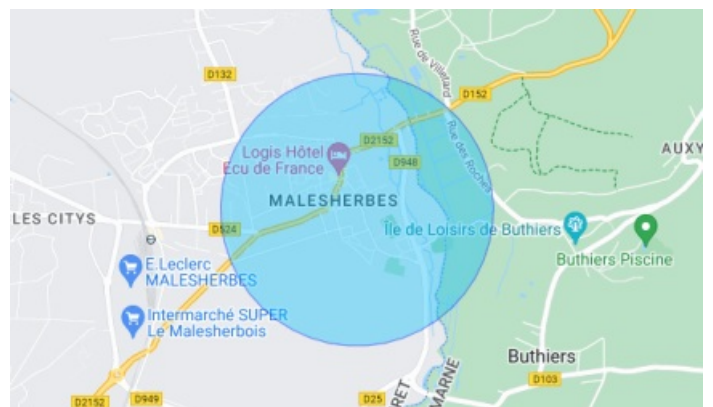 D132
Rue de Villetard
D152
D2152
Logis Hôtel
Ecu de France
D948
Rue des Roches
AUXY
MALESHERBES
LES CITYS
D524
Île de Loisirs de Buthiers
Buthiers Piscine
E.Leclerc
MALESHERBES
Intermarché SUPER
Le Malesherbois
Buthiers
D103
D2152
D949
D25
RET
MARNE